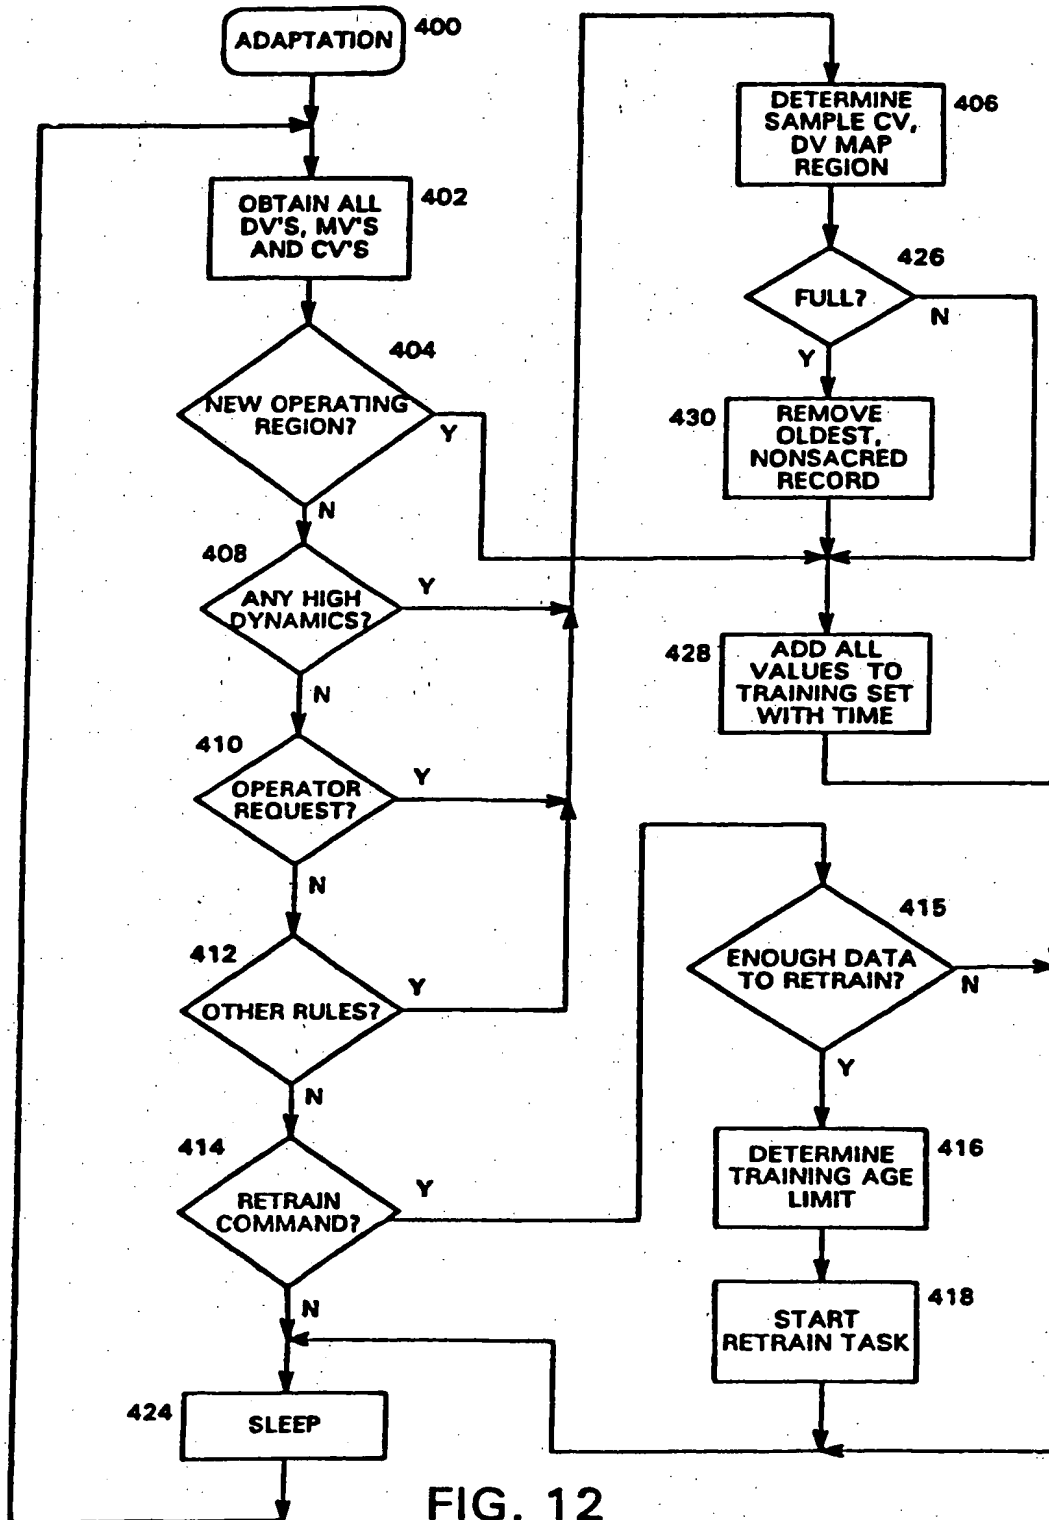 ADAPTATION
400
OBTAIN ALL
DV'S, MV'S
AND CV'S
402
NEW OPERATING
REGION?
404
Y
N
408
ANY HIGH
DYNAMICS?
Y
N
410
OPERATOR
REQUEST?
Y
N
412
OTHER RULES?
Y
N
414
RETRAIN
COMMAND?
Y
N
424
SLEEP
DETERMINE
SAMPLE CV,
DV MAP
REGION
406
FULL?
426
N
Y
430
REMOVE
OLDEST,
NONSACRED
RECORD
428
ADD ALL
VALUES TO
TRAINING SET
WITH TIME
415
ENOUGH DATA
TO RETRAIN?
N
Y
DETERMINE
TRAINING AGE
LIMIT
416
START
RETRAIN TASK
418
FIG. 12